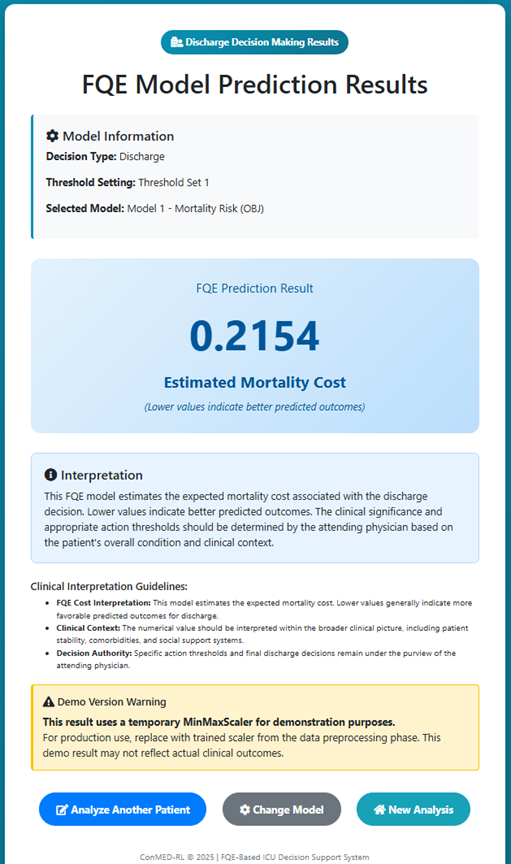 Discharge Decision Making Results
FQE Model Prediction Results
Model Information
Decision Type: Discharge
Threshold Setting: Threshold Set 1
Selected Model: Model 1 - Mortality Risk (OBJ)
FQE Prediction Result
0.2154
Estimated Mortality Cost
(Lower values indicate better predicted outcomes)
Interpretation
This FQE model estimates the expected mortality cost associated with the discharge
decision. Lower values indicate better predicted outcomes. The clinical significance and
appropriate action thresholds should be determined by the attending physician based on
the patient's overall condition and clinical context.
Clinical Interpretation Guidelines:
• FQE Cost Interpretation: This model estimates the expected mortality cost. Lower values generally indicate more
favorable predicted outcomes for discharge.
• Clinical Context: The numerical value should be interpreted within the broader clinical picture, including patient
stability, comorbidities, and social support systems.
• Decision Authority: Specific action thresholds and final discharge decisions remain under the purview of the
attending physician.
Demo Version Warning
This result uses a temporary MinMaxScaler for demonstration purposes.
For production use, replace with trained scaler from the data preprocessing phase. This
demo result may not reflect actual clinical outcomes.
Analyze Another Patient
Change Model
New Analysis
ConMED-RL © 2025 | FQE-Based ICU Decision Support System